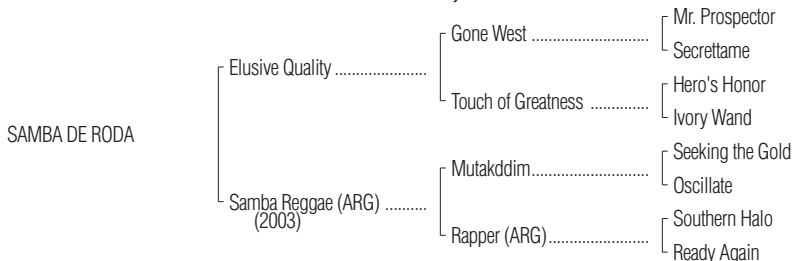 Mr. Prospector
Gone West
Secrettame
Elusive Quality
Hero's Honor
Touch of Greatness
Ivory Wand
SAMBA DE RODA
Seeking the Gold
Mutakddim
Oscillate
Samba Reggae (ARG)
(2003)
Southern Halo
Rapper (ARG)
Ready Again